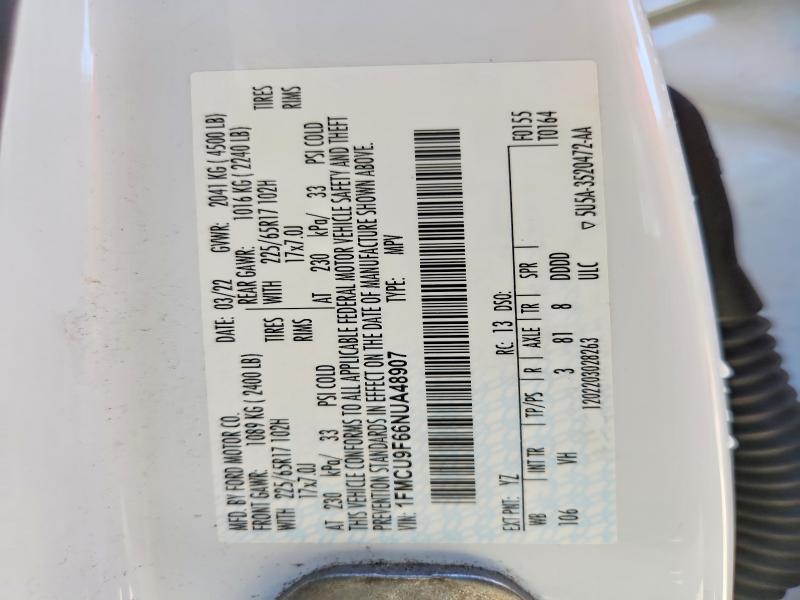 MFD. BY FORD MOTOR CO.
DATE: 03/22 GVWR: 2041 KG ( 4500 LB)
FRONT GAWR: 1089 KG ( 2400 LB) REAR GAWR: 1016 KG ( 2240 LB)
WITH 225/65R17 102H TIRES WITH 225/65R17 102H TIRES
17x7.0J RIMS 17x7.0J RIMS
AT 230 kPa/ 33 PSI COLD AT 230 kPa/ 33 PSI COLD
THIS VEHICLE CONFORMS TO ALL APPLICABLE FEDERAL MOTOR VEHICLE SAFETY AND THEFT
PREVENTION STANDARDS IN EFFECT ON THE DATE OF MANUFACTURE SHOWN ABOVE.
VIN: 1FMCU9F66NUA48907 TYPE: MPV
F0155
EXT PNT: YZ RC: 13 DSO: T0164
WB INT TR TP/PS R AXLE TR SPR
106 VH 3 81 8 DDDD
1202203028263 ULC ▽ 5U5A-3520472-AA